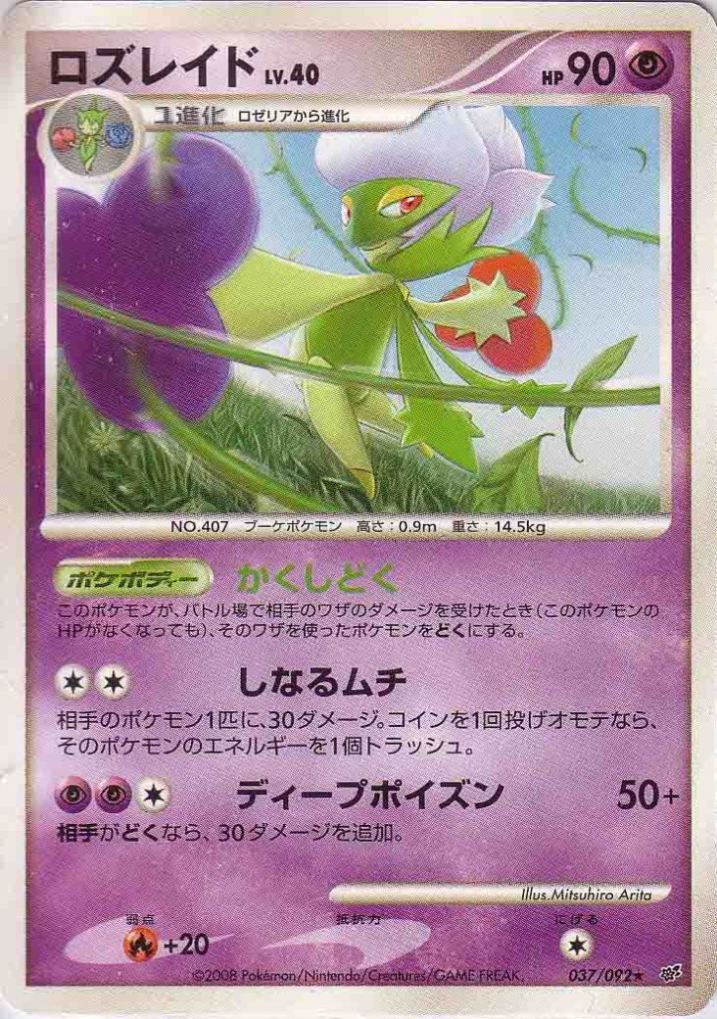 ロズレイド LV.40 HP 90
1進化 ロゼリアから進化
NO.407 ブーケポケモン 高さ：0.9m 重さ：14.5kg
ポケボディー かくしどく
このポケモンが、バトル場で相手のワザのダメージを受けたとき（このポケモンの
HPがなくなっても）、そのワザを使ったポケモンをどくにする。
しなるムチ
相手のポケモン1匹に、30ダメージ。コインを1回投げオモテなら、
そのポケモンのエネルギーを1個トラッシュ。
ディープポイズン 50+
相手がどくなら、30ダメージを追加。
Illus.Mitsuhiro Arita
弱点 抵抗力 にげる
+20
©2008 Pokémon/Nintendo/Creatures/GAME FREAK. 037/092★